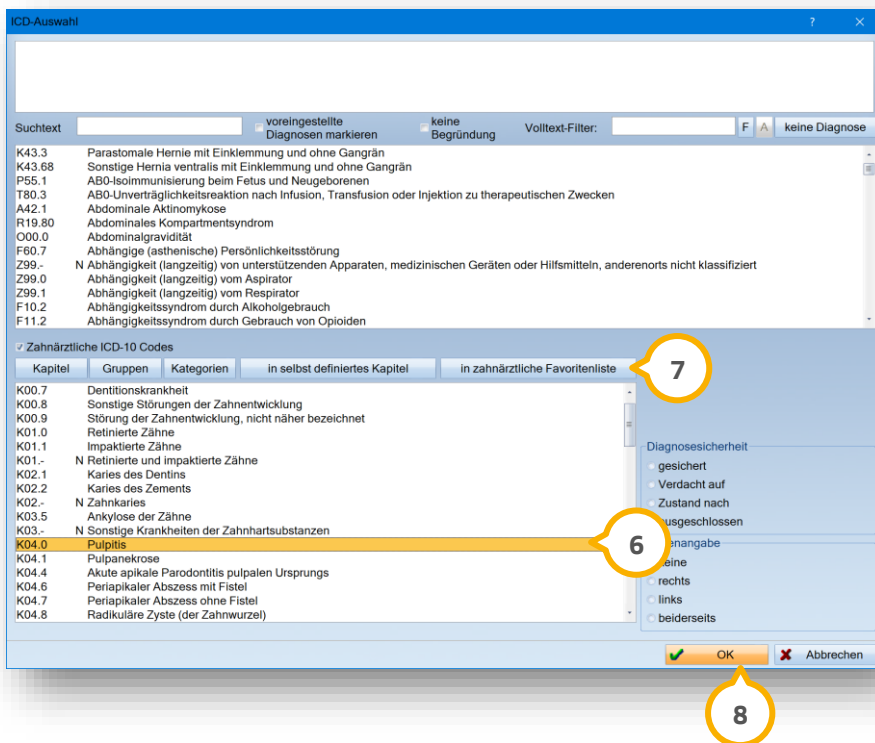 ICD-Auswahl ?
Suchtext voreingestellte Diagnosen markieren keine Begründung Volltext-Filter: F A keine Diagnose
K43.3 Parastomale Hernie mit Einklemmung und ohne Gangrän
K43.68 Sonstige Hernia ventralis mit Einklemmung und ohne Gangrän
P55.1 AB0-Isoimmunisierung beim Fetus und Neugeborenen
T80.3 AB0-Unverträglichkeitsreaktion nach Infusion, Transfusion oder Injektion zu therapeutischen Zwecken
A42.1 Abdominale Aktinomykose
R19.80 Abdominales Kompartmentsyndrom
O00.0 Abdominalgravidität
F60.7 Abhängige (asthenische) Persönlichkeitsstörung
Z99.- N Abhängigkeit (langzeitig) von unterstützenden Apparaten, medizinischen Geräten oder Hilfsmitteln, anderenorts nicht klassifiziert
Z99.0 Abhängigkeit (langzeitig) vom Aspirator
Z99.1 Abhängigkeit (langzeitig) vom Respirator
F10.2 Abhängigkeitssyndrom durch Alkoholgebrauch
F11.2 Abhängigkeitssyndrom durch Gebrauch von Opioiden
Zahnärztliche ICD-10 Codes
Kapitel Gruppen Kategorien in selbst definiertes Kapitel in zahnärztliche Favoritenliste 7
K00.7 Dentitionskrankheit
K00.8 Sonstige Störungen der Zahnentwicklung
K00.9 Störung der Zahnentwicklung, nicht näher bezeichnet
K01.0 Retinierte Zähne
K01.1 Impaktierte Zähne
K01.- N Retinierte und impaktierte Zähne
K02.1 Karies des Dentins
K02.2 Karies des Zements
K02.- N Zahnkaries
K03.5 Ankylose der Zähne
K03.- N Sonstige Krankheiten der Zahnhartsubstanzen
K04.0 Pulpitis 6
K04.1 Pulpanekrose
K04.4 Akute apikale Parodontitis pulpalen Ursprungs
K04.6 Periapikaler Abszess mit Fistel
K04.7 Periapikaler Abszess ohne Fistel
K04.8 Radikuläre Zyste (der Zahnwurzel)
Diagnosesicherheit
gesichert
Verdacht auf
Zustand nach
ausgeschlossen
enangabe
keine
rechts
links
beiderseits
OK Abbrechen
8